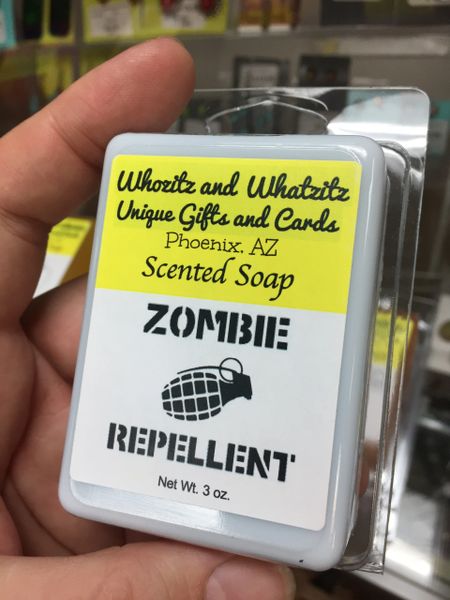 Whozitz and Whatzitz
Unique Gifts and Cards
Phoenix, AZ
Scented Soap
ZOMBIE
REPELLENT
Net Wt. 3 oz.